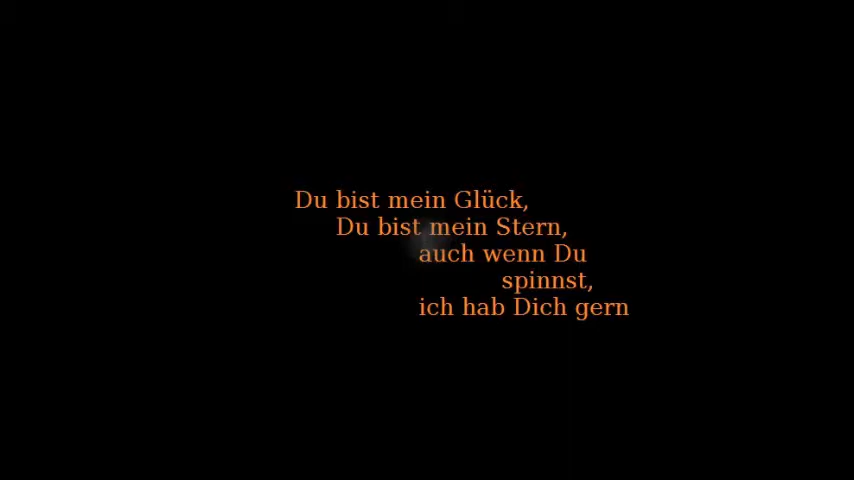 Du bist mein Glück,
Du bist mein Stern,
auch wenn Du
spinnst,
ich hab Dich gern